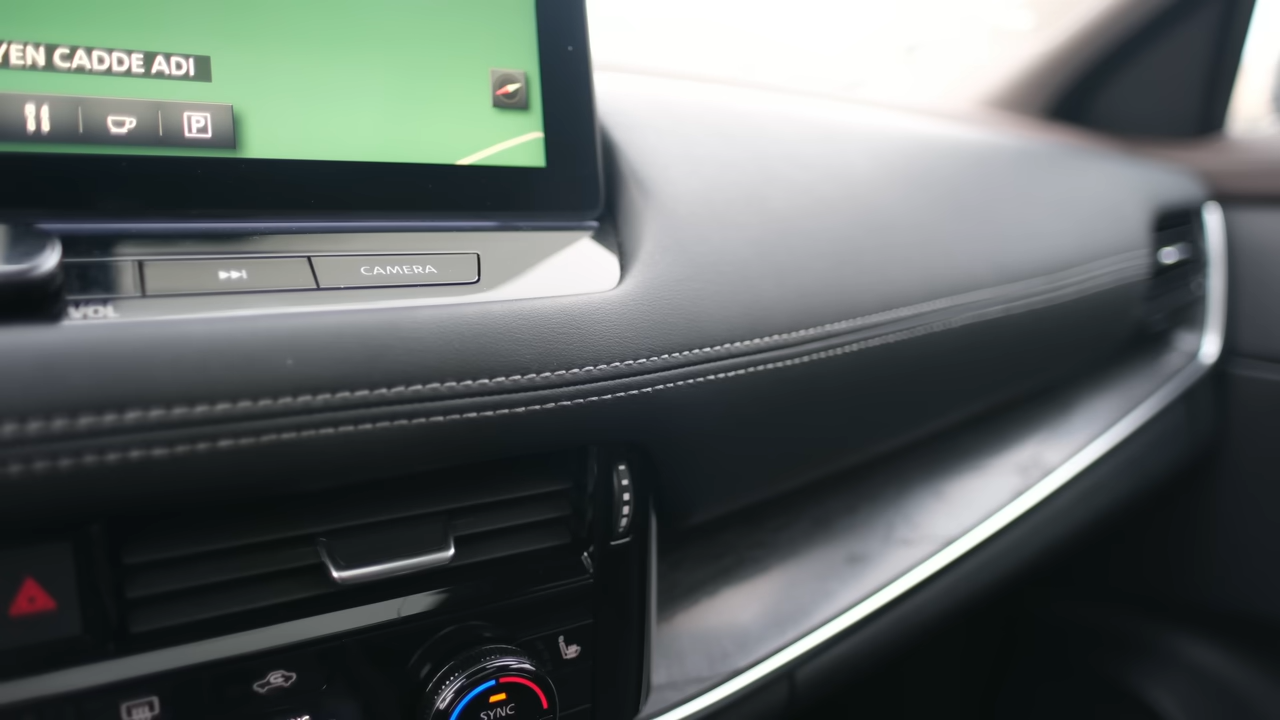 YEN CADDE ADI
P
CAMERA
VOL
SYNC